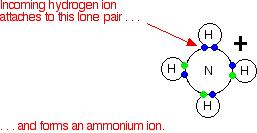 Incoming hydrogen ion
attaches to this lone pair . . .
H
+
H
N
H
H
. . . and forms an ammonium ion.